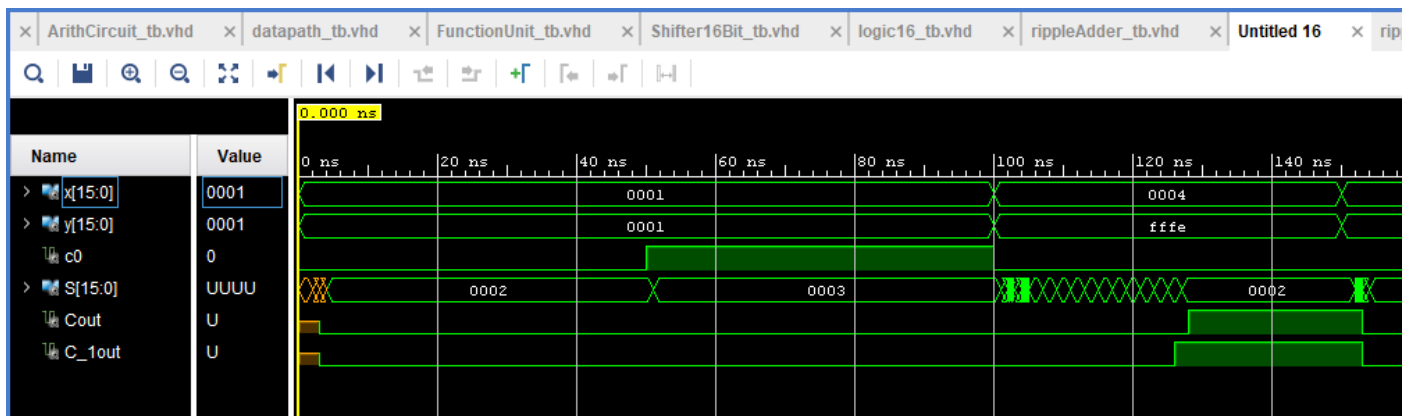 ArithCircuit_tb.vhd datapath_tb.vhd FunctionUnit_tb.vhd Shifter16Bit_tb.vhd logic16_tb.vhd rippleAdder_tb.vhd Untitled 16 rip
0.000 ns
Name Value 0 ns 20 ns 40 ns 60 ns 80 ns 100 ns 120 ns 140 ns
x[15:0] 0001 0001 0004
y[15:0] 0001 0001 fffe
c0 0
S[15:0] UUUU 0002 0003 0002
Cout U
C_1out U